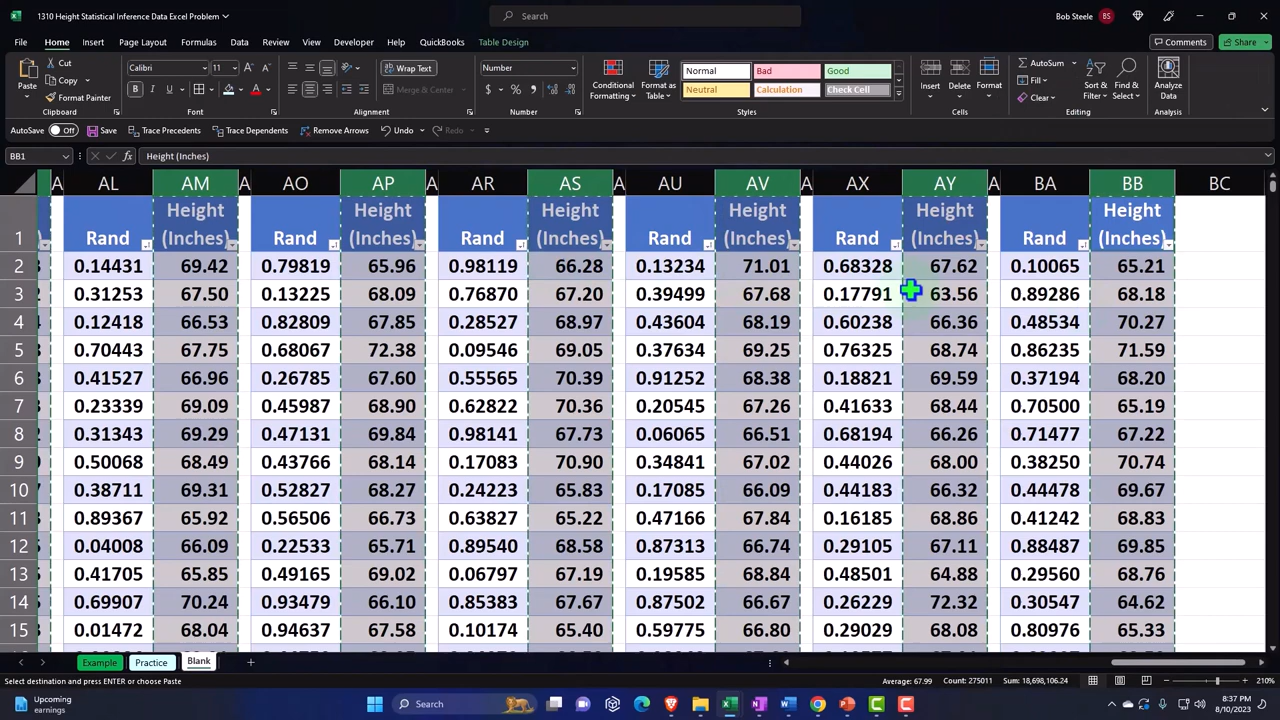 1310 Height Statistical Inference Data Excel Problem
Search
Bob Steele BS
File Home Insert Page Layout Formulas Data Review View Developer Help QuickBooks Table Design Comments Share
Paste Cut Copy Format Painter Clipboard
Calibri 11 Font
Wrap Text Merge & Center Alignment
Number Number
Conditional Formatting Format as Table Normal Bad Good Neutral Calculation Check Cell Styles
Insert Delete Format Cells
AutoSum Fill Clear Sort & Filter Find & Select Editing
Analyze Data Analysis
AutoSave Off Save Trace Precedents Trace Dependents Remove Arrows Undo Redo
BB1 fx Height (Inches)
A AL AM A AO AP A AR AS A AU AV A AX AY A BA BB BC
1 Rand Height (Inches) Rand Height (Inches) Rand Height (Inches) Rand Height (Inches) Rand Height (Inches) Rand Height (Inches)
2 0.14431 69.42 0.79819 65.96 0.98119 66.28 0.13234 71.01 0.68328 67.62 0.10065 65.21
3 0.31253 67.50 0.13225 68.09 0.76870 67.20 0.39499 67.68 0.17791 63.56 0.89286 68.18
4 0.12418 66.53 0.82809 66.85 0.28527 68.97 0.43604 68.19 0.60238 66.36 0.48534 70.27
5 0.70443 67.75 0.68067 72.38 0.09546 69.05 0.37634 69.25 0.76325 68.74 0.86235 71.59
6 0.41527 66.96 0.26785 67.60 0.55565 70.39 0.91252 68.38 0.18821 69.59 0.37194 68.20
7 0.23339 69.09 0.45987 68.90 0.62822 70.36 0.20545 67.26 0.41633 68.44 0.70500 65.19
8 0.31343 69.29 0.47131 69.84 0.98141 67.73 0.06065 66.51 0.68194 66.26 0.71477 67.22
9 0.50068 68.49 0.43766 68.14 0.17083 70.90 0.34841 67.02 0.44026 68.00 0.38250 70.74
10 0.38711 69.31 0.52827 68.27 0.24223 65.83 0.17085 66.09 0.44183 66.32 0.44478 69.67
11 0.89367 65.92 0.56506 66.73 0.63827 65.22 0.47166 67.84 0.16185 68.86 0.41242 68.83
12 0.04008 66.09 0.22533 65.71 0.89540 68.58 0.87313 66.74 0.29105 67.11 0.88487 69.85
13 0.41705 65.85 0.49165 69.02 0.06797 67.19 0.19585 68.84 0.48501 64.88 0.29560 68.76
14 0.69907 70.24 0.93479 66.10 0.85383 67.67 0.87502 66.67 0.26229 72.32 0.30547 64.62
15 0.01472 68.04 0.94637 67.58 0.10174 65.40 0.59775 66.80 0.29029 68.08 0.80976 65.33
Example Practice Blank
Select destination and press ENTER or choose Paste Average: 67.99 Count: 275011 Sum: 18,698,106.24 210%
Upcoming earnings Search 8:37 PM 8/10/2023